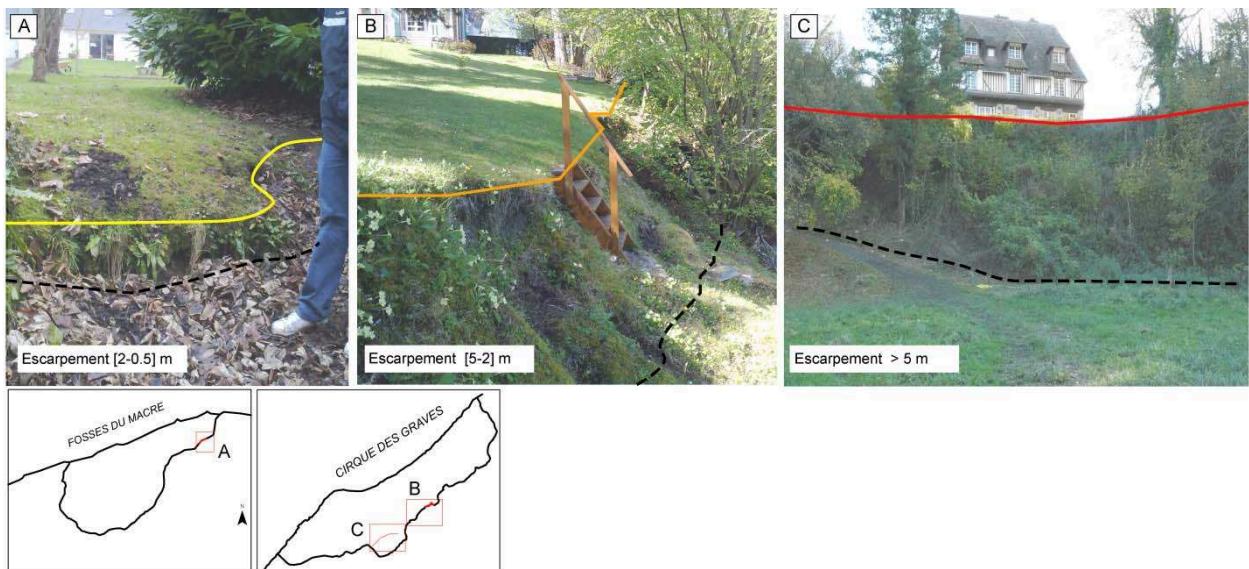 A
B
C
Escarpement [2-0.5] m
Escarpement [5-2] m
Escarpement > 5 m
FOSSES DU MACRE
A
N
CIRQUE DES GRAVES
B
C